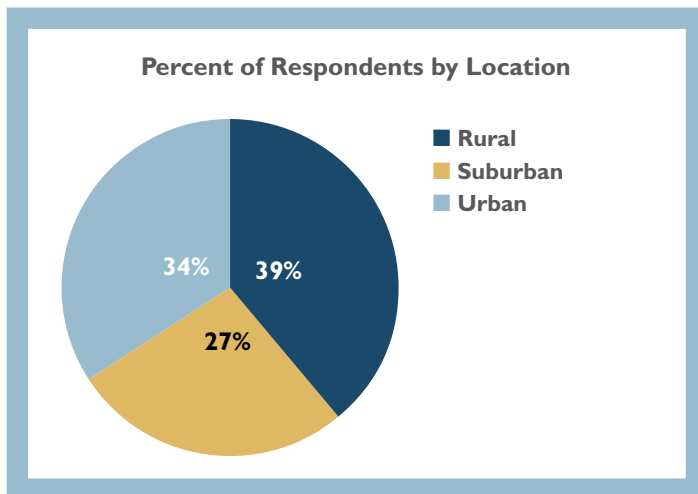 Percent of Respondents by Location
Rural
Suburban
Urban
34%
39%
27%